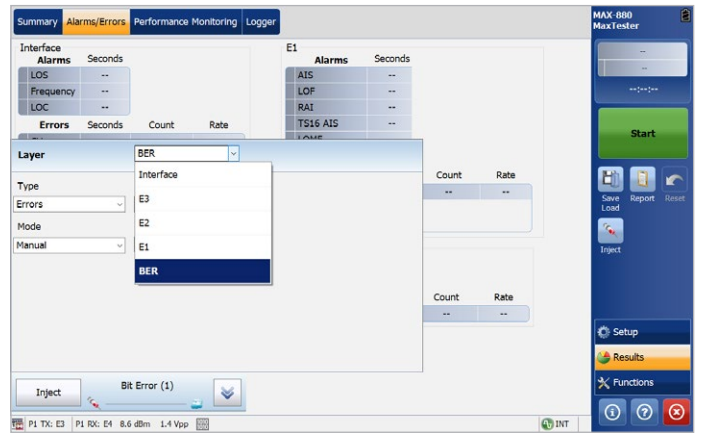 Summary Alarms/Errors Performance Monitoring Logger
MAX-880
MaxTester
Interface
Alarms Seconds
LOS --
Frequency --
LOC --
Errors Seconds Count Rate
E1
Alarms Seconds
AIS --
LOF --
RAI --
TS16 AIS --
Layer BER
Interface
E3
E2
E1
BER
Type
Errors
Mode
Manual
Count Rate
-- --
Count Rate
-- --
Inject Bit Error (1)
P1 TX: E3 P1 RX: E4 8.6 dBm 1.4 Vpp
INT
--
--
--:--:--
Start
Save
Load
Report
Reset
Inject
Setup
Results
Functions